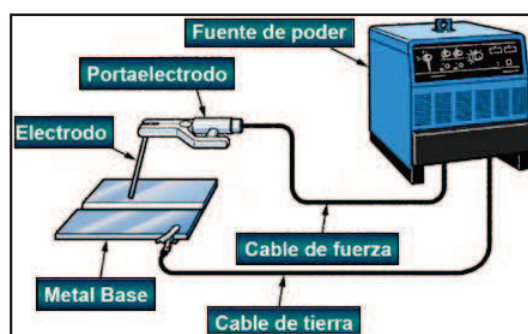 Fuente de poder
Portaelectrodo
Electrodo
Cable de fuerza
Metal Base
Cable de tierra